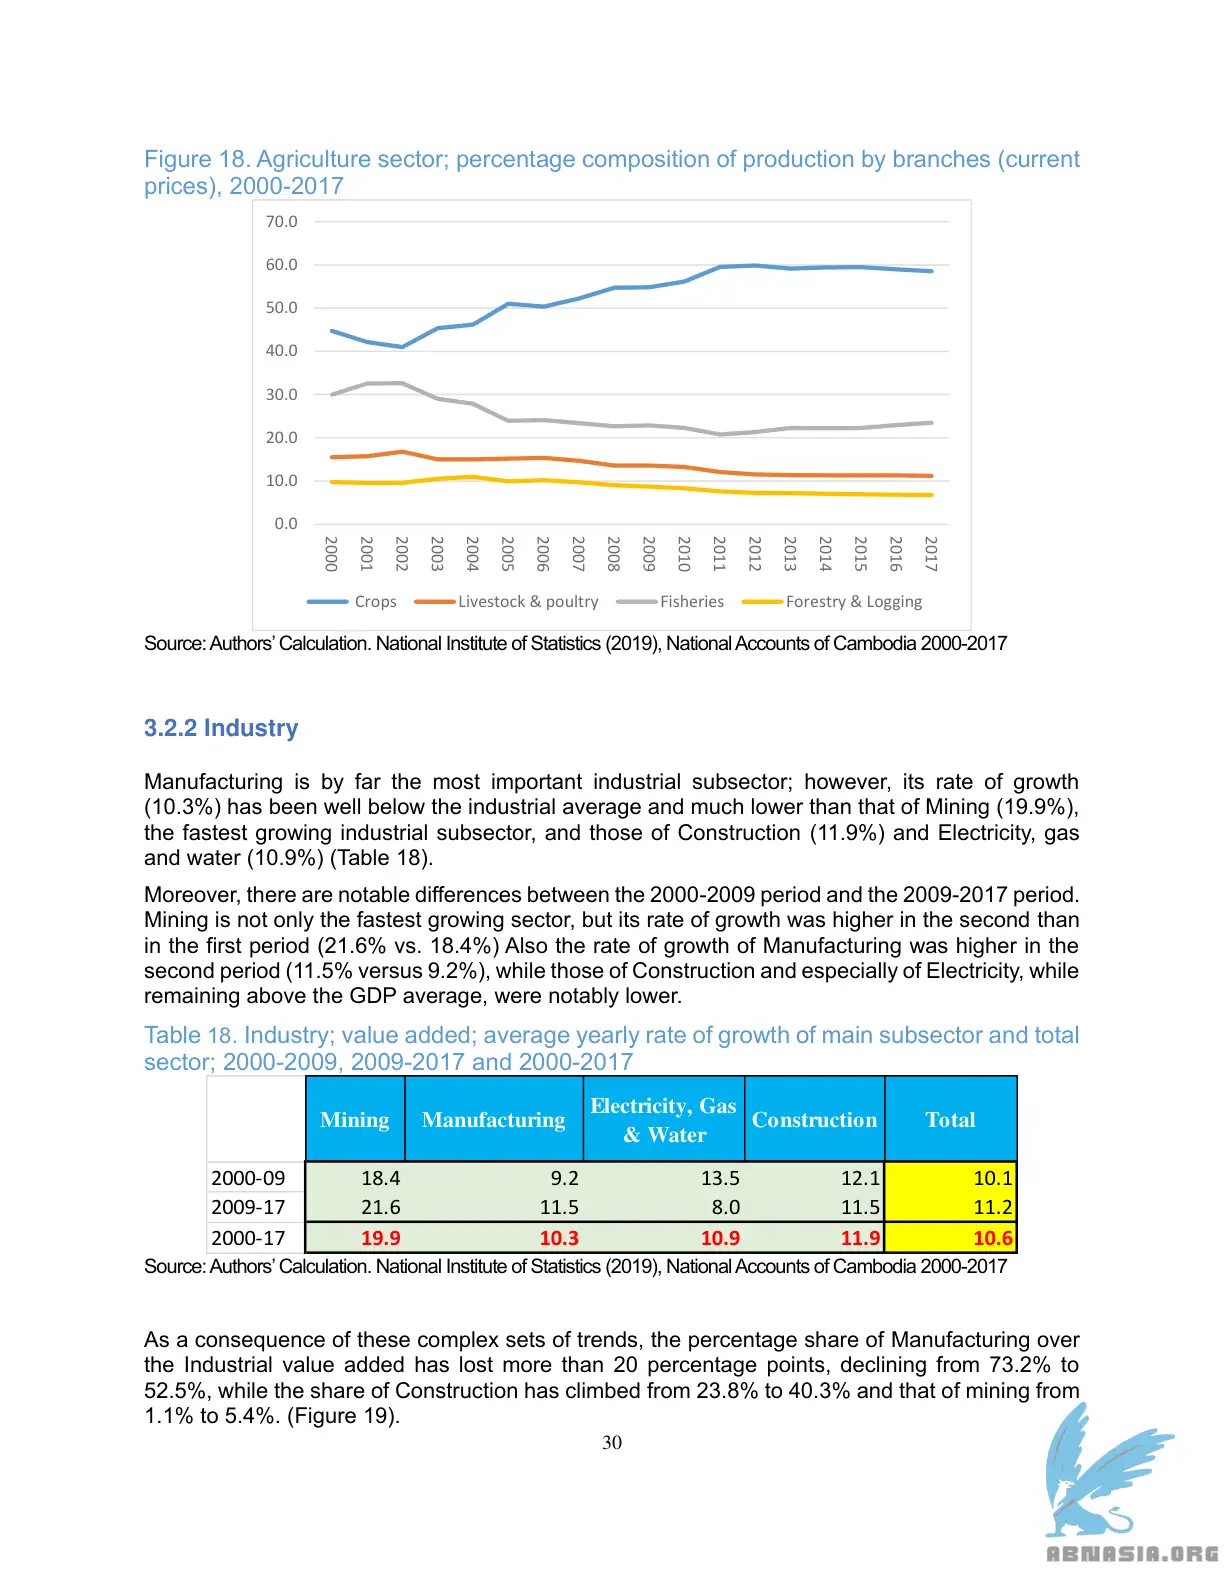 Figure 18. Agriculture sector; percentage composition of production by branches (current
prices), 2000-2017
70.0
60.0
50.0
40.0
30.0
20.0
10.0
0.0
2000 2001 2002 2003 2004 2005 2006 2007 2008 2009 2010 2011 2012 2013 2014 2015 2016 2017
Crops Livestock & poultry Fisheries Forestry & Logging
Source: Authors’ Calculation. National Institute of Statistics (2019), National Accounts of Cambodia 2000-2017
3.2.2 Industry
Manufacturing is by far the most important industrial subsector; however, its rate of growth
(10.3%) has been well below the industrial average and much lower than that of Mining (19.9%),
the fastest growing industrial subsector, and those of Construction (11.9%) and Electricity, gas
and water (10.9%) (Table 18).
Moreover, there are notable differences between the 2000-2009 period and the 2009-2017 period.
Mining is not only the fastest growing sector, but its rate of growth was higher in the second than
in the first period (21.6% vs. 18.4%) Also the rate of growth of Manufacturing was higher in the
second period (11.5% versus 9.2%), while those of Construction and especially of Electricity, while
remaining above the GDP average, were notably lower.
Table 18. Industry; value added; average yearly rate of growth of main subsector and total
sector; 2000-2009, 2009-2017 and 2000-2017
Mining Manufacturing Electricity, Gas & Water Construction Total
2000-09 18.4 9.2 13.5 12.1 10.1
2009-17 21.6 11.5 8.0 11.5 11.2
2000-17 19.9 10.3 10.9 11.9 10.6
Source: Authors’ Calculation. National Institute of Statistics (2019), National Accounts of Cambodia 2000-2017
As a consequence of these complex sets of trends, the percentage share of Manufacturing over
the Industrial value added has lost more than 20 percentage points, declining from 73.2% to
52.5%, while the share of Construction has climbed from 23.8% to 40.3% and that of mining from
1.1% to 5.4%. (Figure 19).
30
ABNASIA.ORG